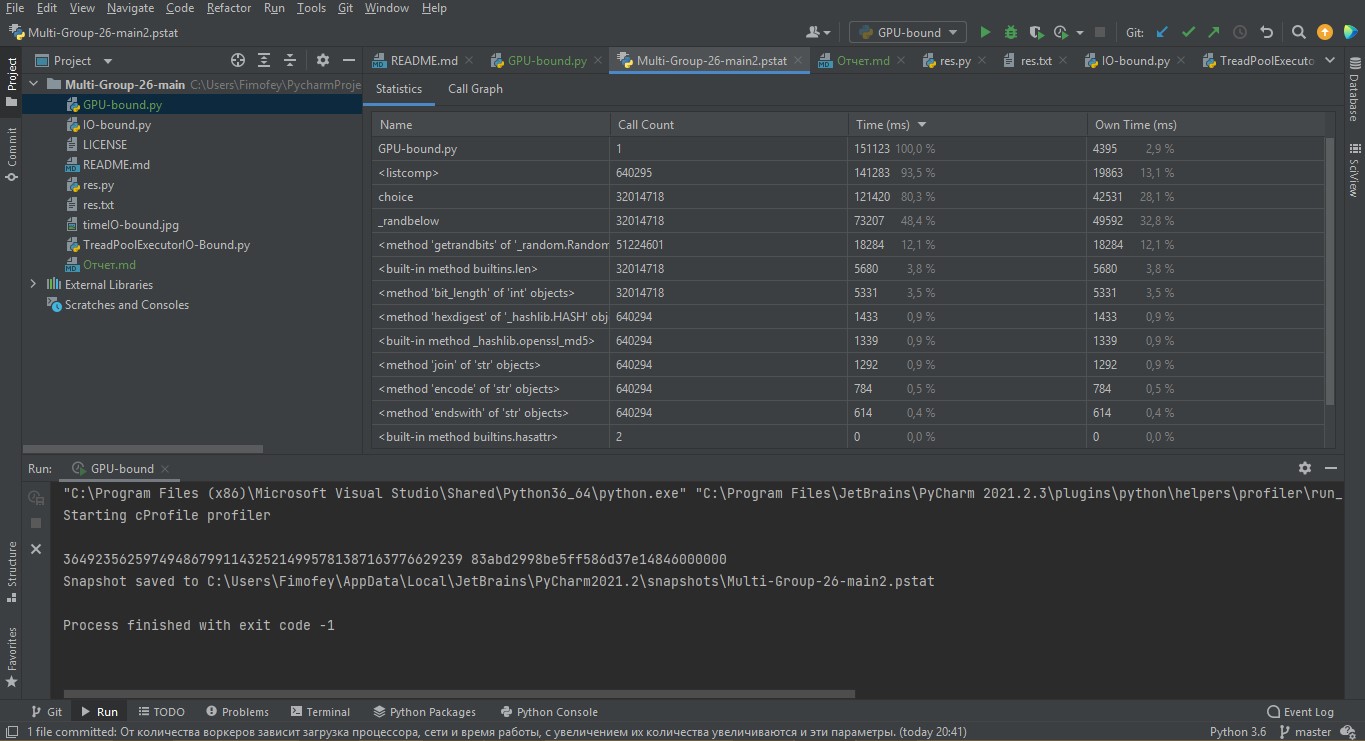 File Edit View Navigate Code Refactor Run Tools Git Window Help
Multi-Group-26-main2.pstat
GPU-bound
Git:
Project
README.md
GPU-bound.py
Multi-Group-26-main2.pstat
Отчет.md
res.py
res.txt
IO-bound.py
TreadPoolExecuto
Project
Commit
Structure
Favorites
Database
SciView
Multi-Group-26-main C:\Users\Fimofey\PycharmProje
GPU-bound.py
IO-bound.py
LICENSE
README.md
res.py
res.txt
timeIO-bound.jpg
TreadPoolExecutorIO-Bound.py
Отчет.md
External Libraries
Scratches and Consoles
Statistics Call Graph
Name Call Count Time (ms) Own Time (ms)
GPU-bound.py 1 151123 100,0 % 4395 2,9 %
<listcomp> 640295 141283 93,5 % 19863 13,1 %
choice 32014718 121420 80,3 % 42531 28,1 %
_randbelow 32014718 73207 48,4 % 49592 32,8 %
<method 'getrandbits' of '_random.Random 51224601 18284 12,1 % 18284 12,1 %
<built-in method builtins.len> 32014718 5680 3,8 % 5680 3,8 %
<method 'bit_length' of 'int' objects> 32014718 5331 3,5 % 5331 3,5 %
<method 'hexdigest' of '_hashlib.HASH' obj 640294 1433 0,9 % 1433 0,9 %
<built-in method _hashlib.openssl_md5> 640294 1339 0,9 % 1339 0,9 %
<method 'join' of 'str' objects> 640294 1292 0,9 % 1292 0,9 %
<method 'encode' of 'str' objects> 640294 784 0,5 % 784 0,5 %
<method 'endswith' of 'str' objects> 640294 614 0,4 % 614 0,4 %
<built-in method builtins.hasattr> 2 0 0,0 % 0 0,0 %
Run: GPU-bound
"C:\Program Files (x86)\Microsoft Visual Studio\Shared\Python36_64\python.exe" "C:\Program Files\JetBrains\PyCharm 2021.2.3\plugins\python\helpers\profiler\run_
Starting cProfile profiler
36492356259749486799114325214995781387163776629239 83abd2998be5ff586d37e14846000000
Snapshot saved to C:\Users\Fimofey\AppData\Local\JetBrains\PyCharm2021.2\snapshots\Multi-Group-26-main2.pstat
Process finished with exit code -1
Git Run TODO Problems Terminal Python Packages Python Console Event Log
1 file committed: От количества воркеров зависит загрузка процессора, сети и время работы, с увеличением их количества увеличиваются и эти параметры. (today 20:41) Python 3.6 master